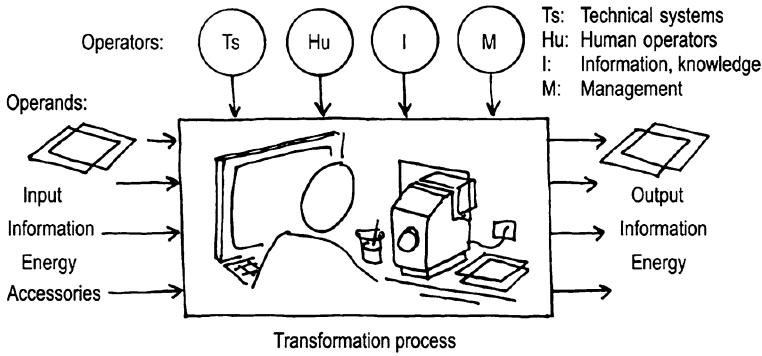 Operators:
Ts
Hu
I
M
Ts: Technical systems
Hu: Human operators
I: Information, knowledge
M: Management
Operands:
Input
Information
Energy
Accessories
Output
Information
Energy
Transformation process